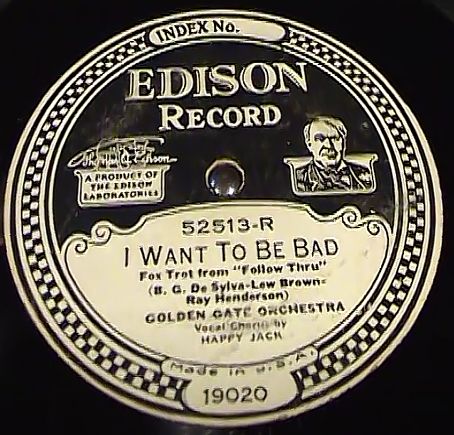 INDEX No.
EDISON
RECORD
Thomas A Edison
A PRODUCT OF
THE EDISON
LABORATORIES
52513-R
I WANT TO BE BAD
Fox Trot from "Follow Thru"
(B. G. De Sylva-Lew Brown-
Ray Henderson)
GOLDEN GATE ORCHESTRA
Vocal Chorus by
HAPPY JACK
Made in U.S.A.
19020